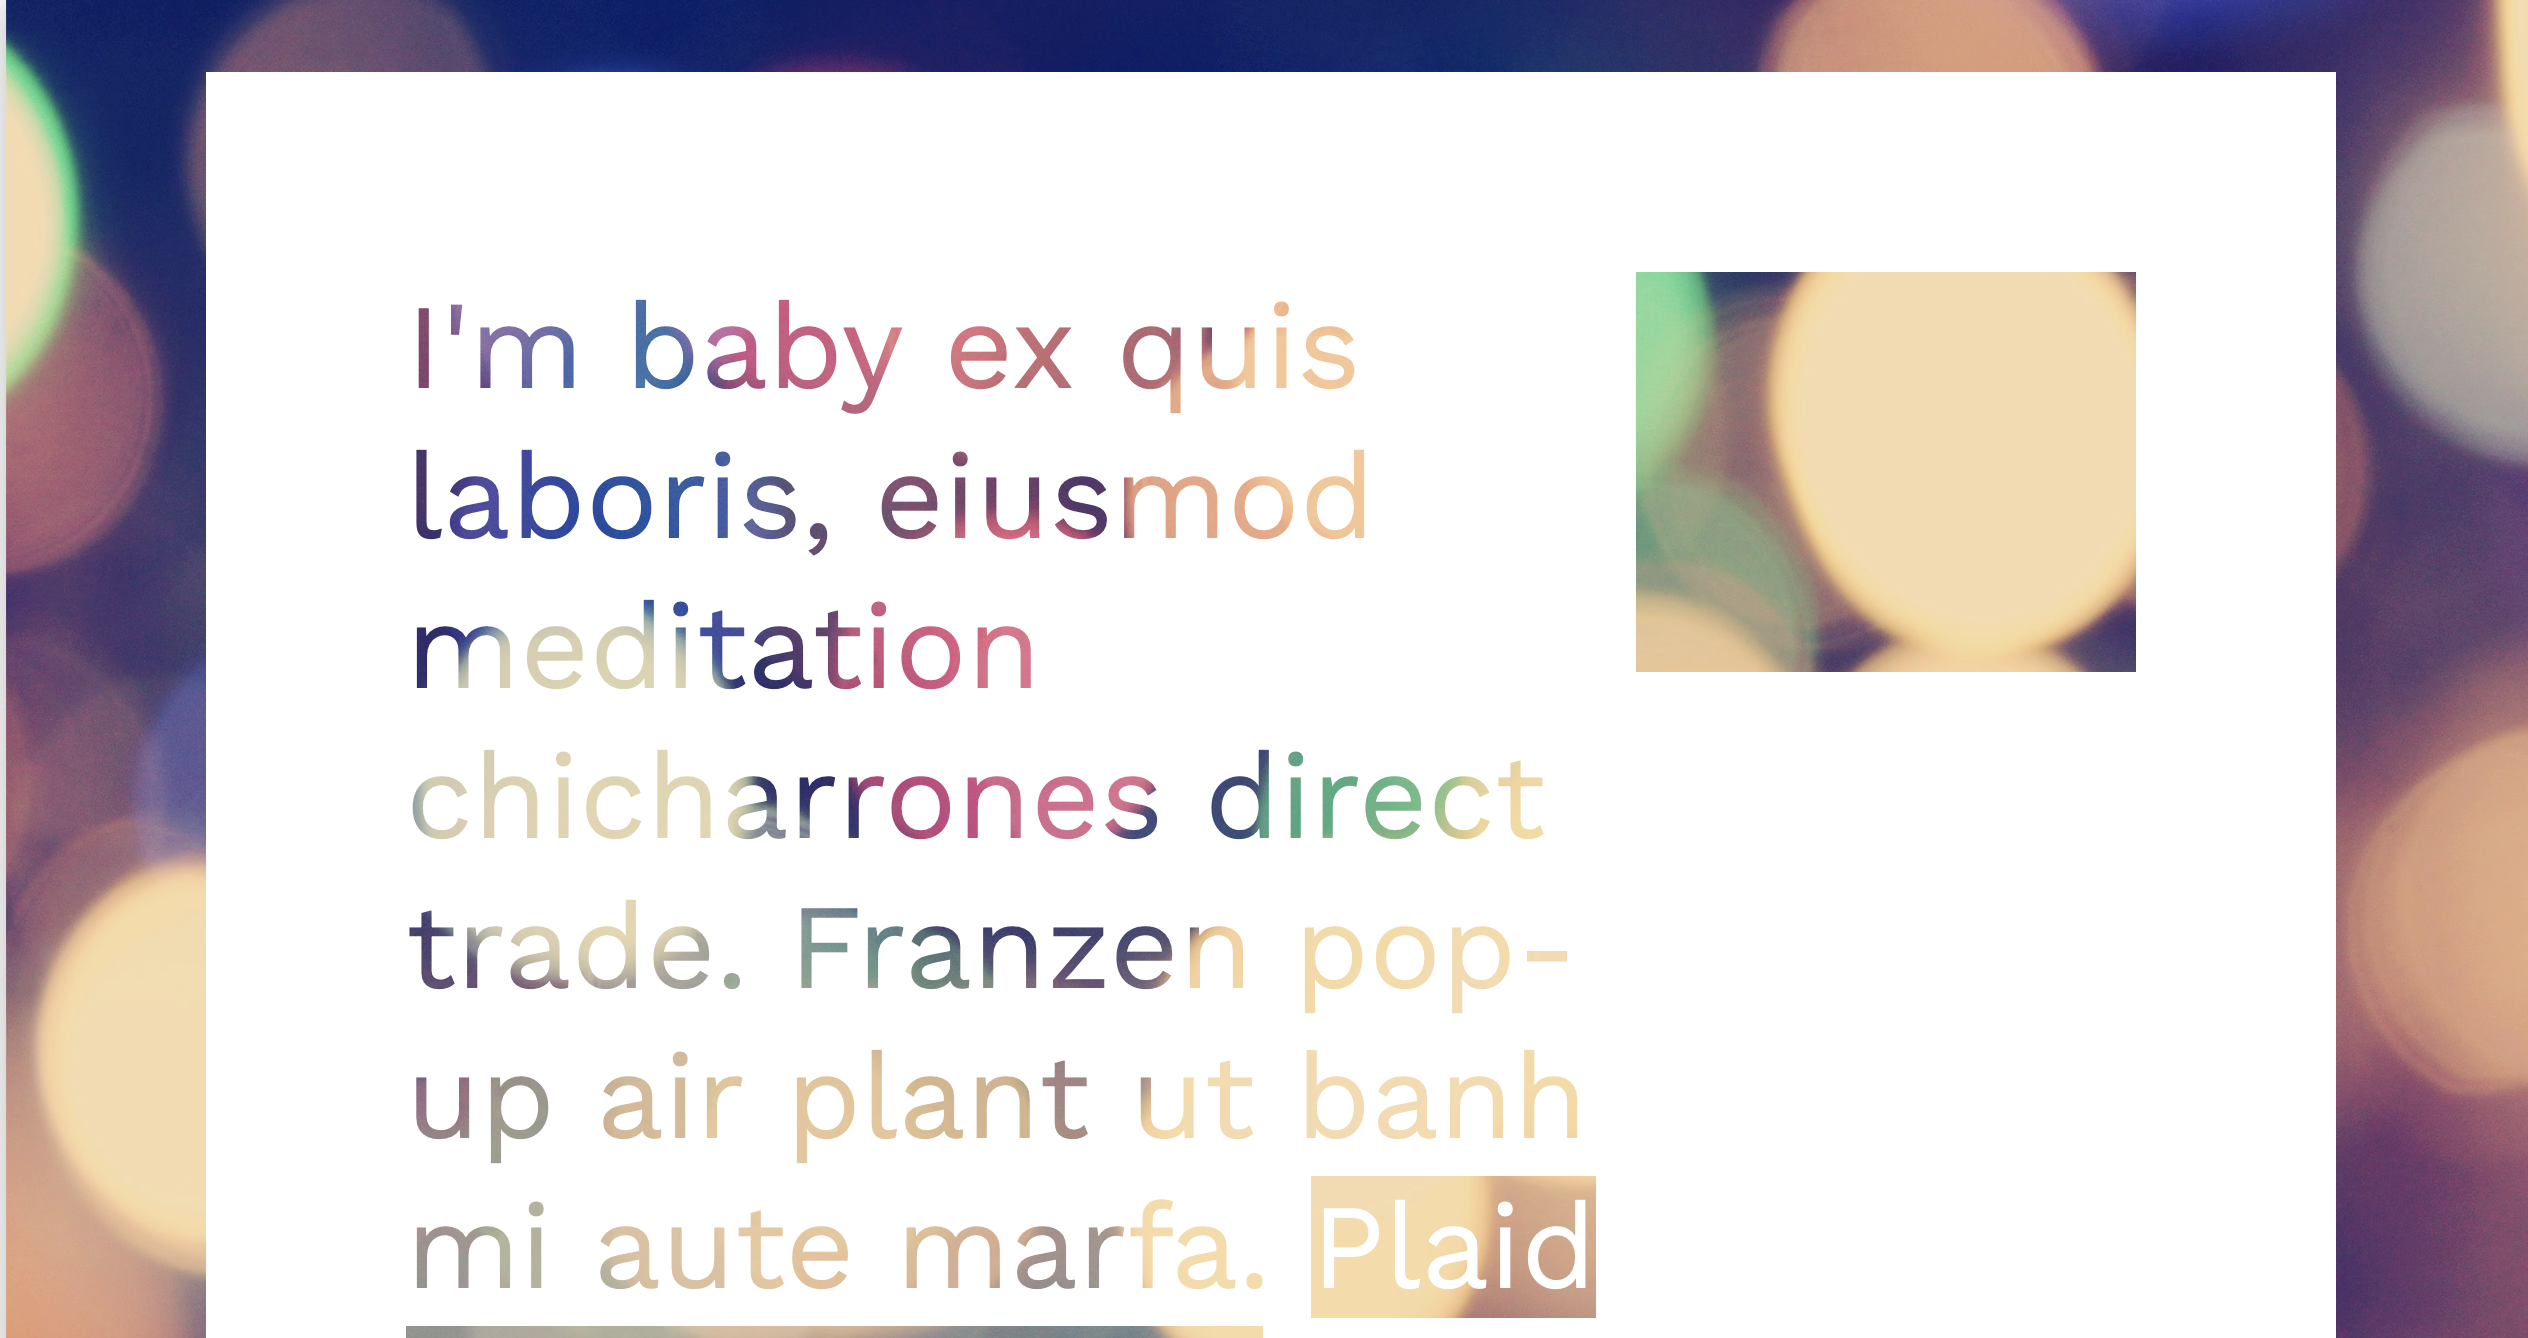 I'm baby ex quis
laboris, eiusmod
meditation
chicharrones direct
trade. Franzen pop-
up air plant ut banh
mi aute marfa. Plaid